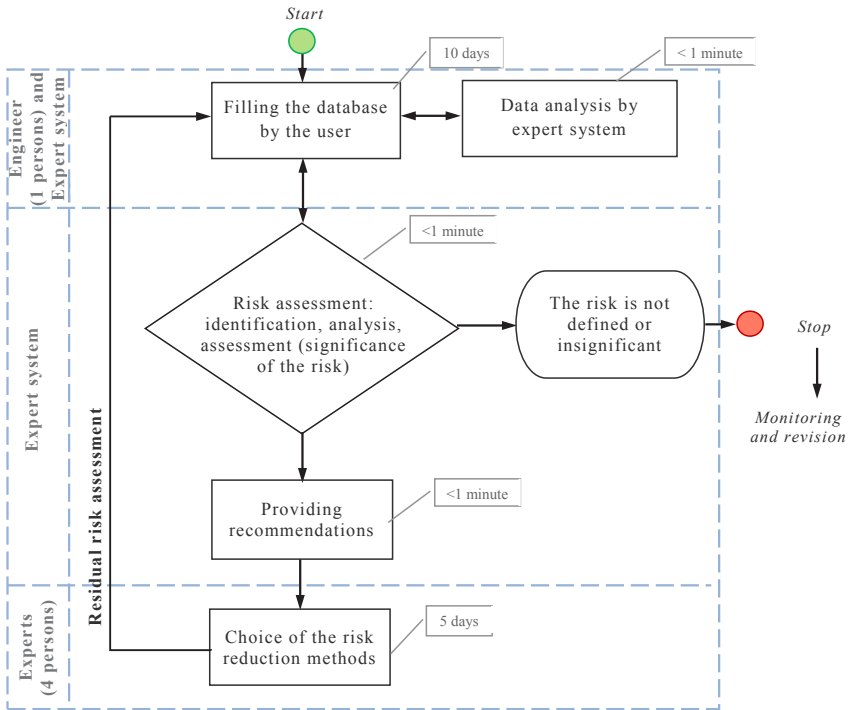 Start
10 days
< 1 minute
Engineer
(1 persons) and
Expert system
Filling the database
by the user
Data analysis by
expert system
<1 minute
Expert system
Risk assessment:
identification, analysis,
assessment (significance
of the risk)
The risk is not
defined or
insignificant
Stop
Monitoring
and revision
Residual risk assessment
Providing
recommendations
<1 minute
Experts
(4 persons)
Choice of the risk
reduction methods
5 days